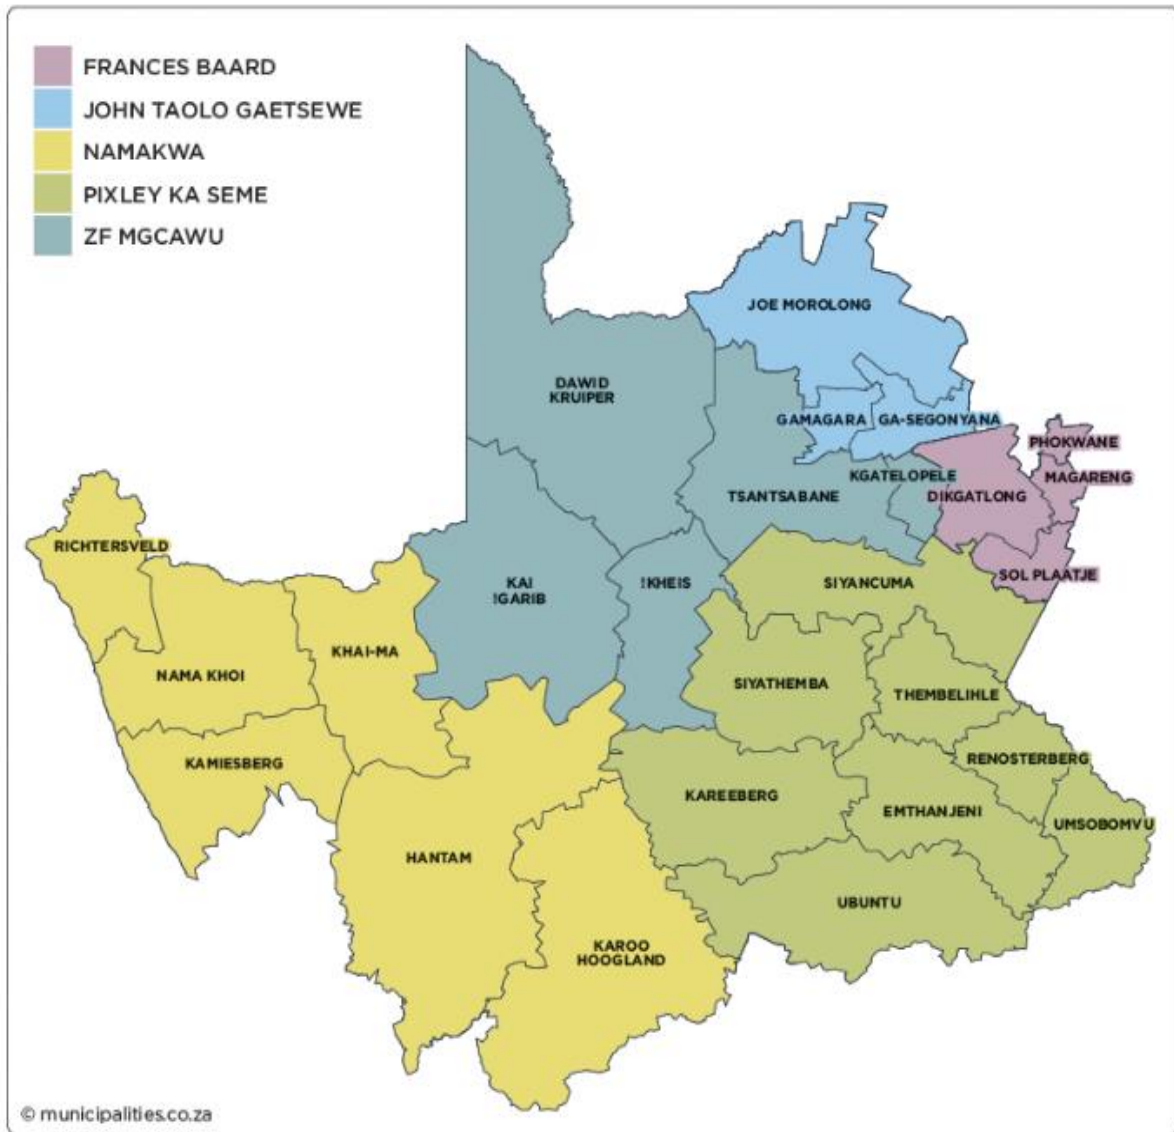 FRANCES BAARD
JOHN TAOLO GAETSEWE
NAMAKWA
PIXLEY KA SEME
ZF MGCAWU
JOE MOROLONG
DAWID
KRUIPER
GAMAGARA
GA-SEGONYANA
PHOKWANE
KGATELOPELE
MAGARENG
TSANTSABANE
DIKGATLONG
RICHTERSVELD
KAI
!GARIB
!KHEIS
SIYANCUMA
SOL PLAATJE
KHAI-MA
NAMA KHOI
SIYATHEMBA
THEMBELIHLE
KAMIESBERG
RENOSTERBERG
KAREEBERG
EMTHANJENI
UMSOBOMVU
HANTAM
UBUNTU
KAROO
HOOGLAND
© municipalities.co.za